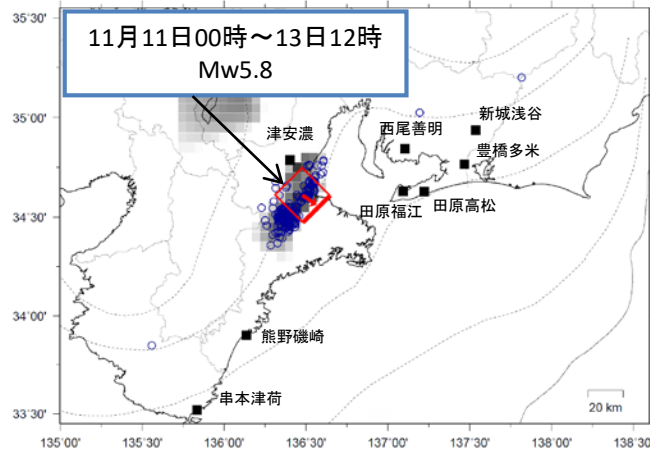 35°30'
11月11日00時～13日12時
Mw5.8
35°00'
新城浅谷
西尾善明
津安濃
豊橋多米
田原福江
田原高松
34°30'
34°00'
熊野磯崎
串本津荷
33°30'
20 km
135°00'
135°30'
136°00'
136°30'
137°00'
137°30'
138°00'
138°30'